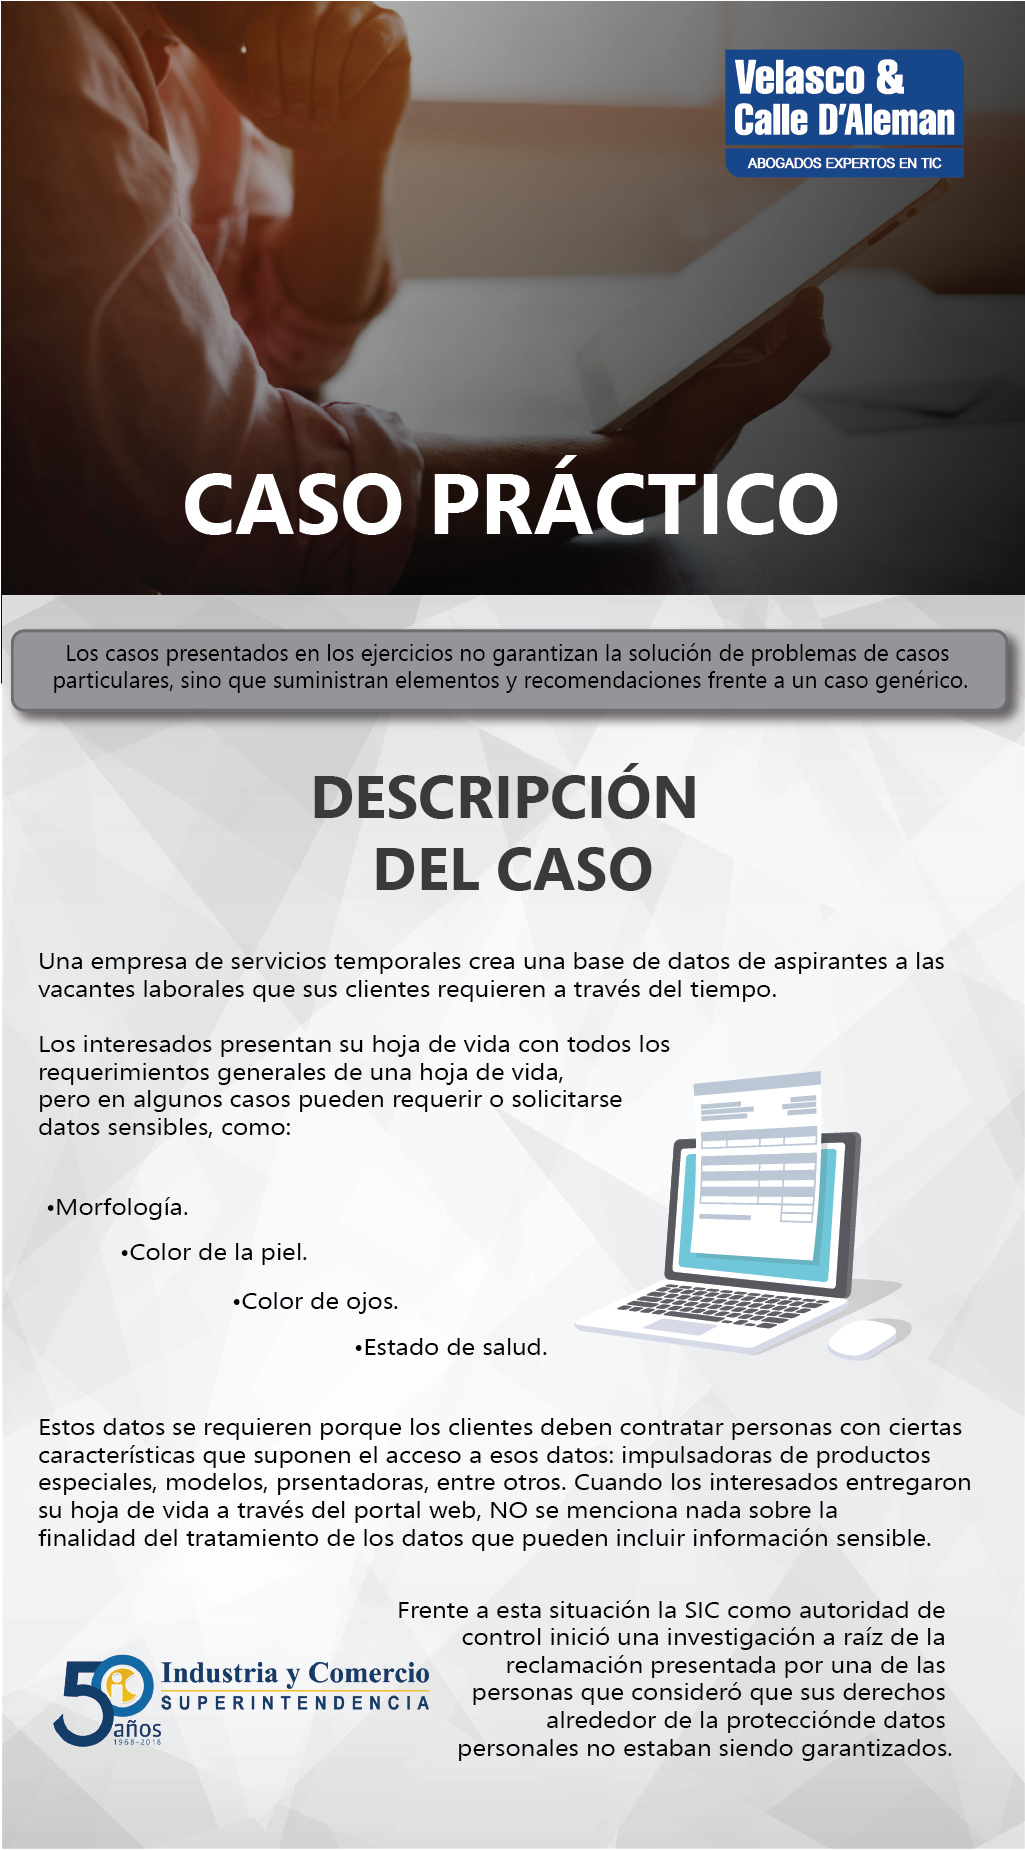 Velasco &
Calle D'Aleman
ABOGADOS EXPERTOS EN TIC
CASO PRÁCTICO
Los casos presentados en los ejercicios no garantizan la solución de problemas de casos
particulares, sino que suministran elementos y recomendaciones frente a un caso genérico.
DESCRIPCIÓN
DEL CASO
Una empresa de servicios temporales crea una base de datos de aspirantes a las
vacantes laborales que sus clientes requieren a través del tiempo.
Los interesados presentan su hoja de vida con todos los
requerimientos generales de una hoja de vida,
pero en algunos casos pueden requerir o solicitarse
datos sensibles, como:
•Morfología.
•Color de la piel.
•Color de ojos.
•Estado de salud.
Estos datos se requieren porque los clientes deben contratar personas con ciertas
características que suponen el acceso a esos datos: impulsadoras de productos
especiales, modelos, prsentadoras, entre otros. Cuando los interesados entregaron
su hoja de vida a través del portal web, NO se menciona nada sobre la
finalidad del tratamiento de los datos que pueden incluir información sensible.
Frente a esta situación la SIC como autoridad de
control inició una investigación a raíz de la
reclamación presentada por una de las
personas que consideró que sus derechos
alrededor de la protecciónde datos
personales no estaban siendo garantizados.
50 años
1968-2018
Industria y Comercio
SUPERINTENDENCIA